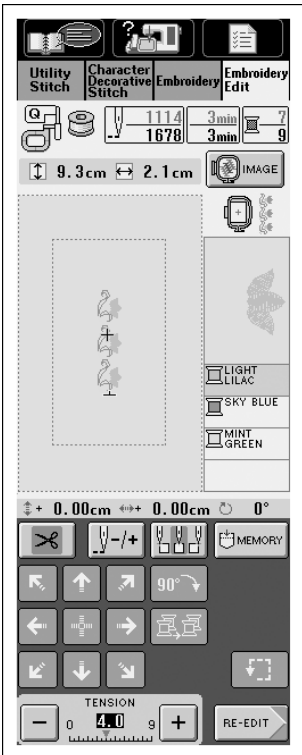 ?
Utility Stitch
Character Decorative Stitch
Embroidery
Embroidery Edit
Q
1114 3min 7
1678 3min 9
9.3cm 2.1cm IMAGE
LIGHT LILAC
SKY BLUE
MINT GREEN
+ 0.00cm + 0.00cm 0°
-/+ MEMORY
90°
TENSION
- 0 4.0 9 + RE-EDIT